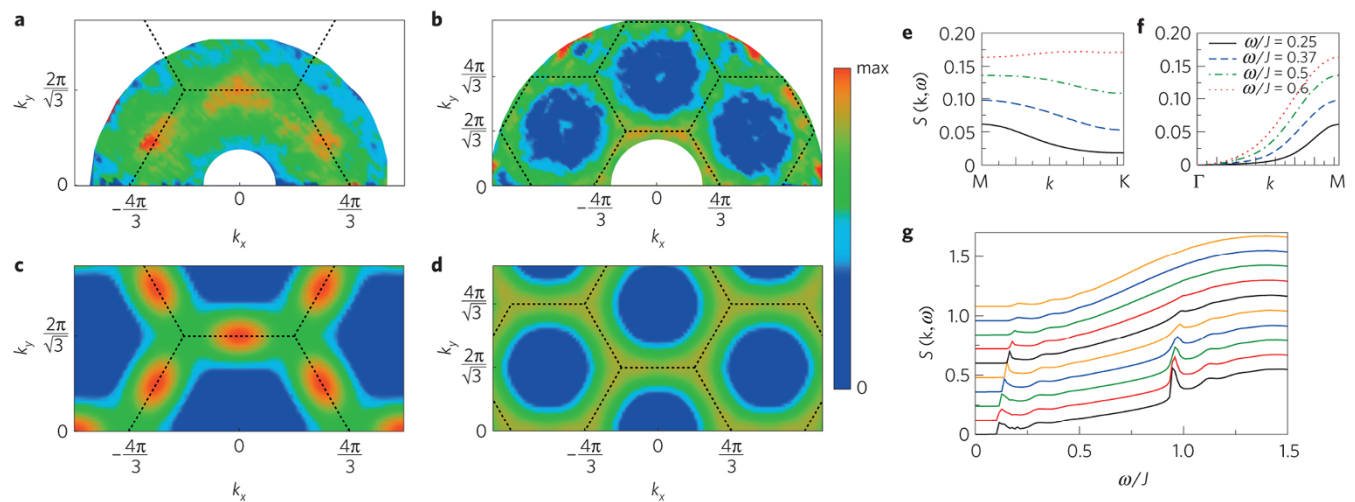 a
k_y
2π
√3
0
−4π
3
0
4π
3
k_x
b
k_y
4π
√3
2π
√3
0
−4π
3
0
4π
3
k_x
max
0
c
k_y
2π
√3
0
−4π
3
0
4π
3
k_x
d
k_y
4π
√3
2π
√3
0
−4π
3
0
4π
3
k_x
e
S (k,ω)
0.20
0.15
0.10
0.05
0
M k K
f
0.20
0.15
0.10
0.05
0
ω/J = 0.25
ω/J = 0.37
ω/J = 0.5
ω/J = 0.6
Γ k M
g
S (k,ω)
1.5
1.0
0.5
0
0 0.5 1.0 1.5
ω/J